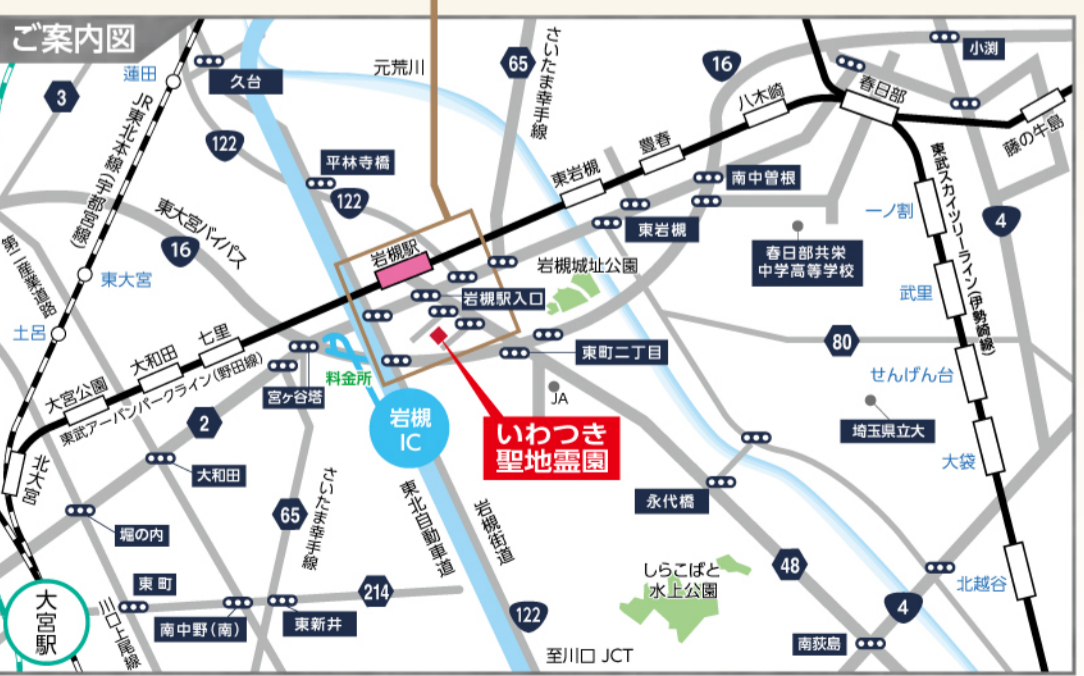 ご案内図
蓮田
3
久台
元荒川
65
さいたま幸手線
16
小渕
八木崎
春日部
藤の牛島
JR東北本線(宇都宮線)
122
平林寺橋
122
豊春
東岩槻
南中曽根
東武スカイツリーライン(伊勢崎線)
一ノ割
4
東大宮バイパス
16
第二産業道路
東大宮
岩槻駅
東岩槻
春日部共栄
中学高等学校
岩槻城址公園
岩槻駅入口
武里
土呂
七里
大和田
大宮公園
東武アーバンパークライン(野田線)
料金所
宮ヶ谷塔
東町二丁目
80
せんげん台
JA
岩槻
IC
いわつき
聖地霊園
埼玉県立大
2
大和田
北大宮
大袋
堀の内
65
さいたま幸手線
東北自動車道
岩槻街道
永代橋
48
しらこばと
水上公園
北越谷
4
東町
214
大宮駅
川口上尾線
南中野(南)
東新井
122
南荻島
至川口 JCT